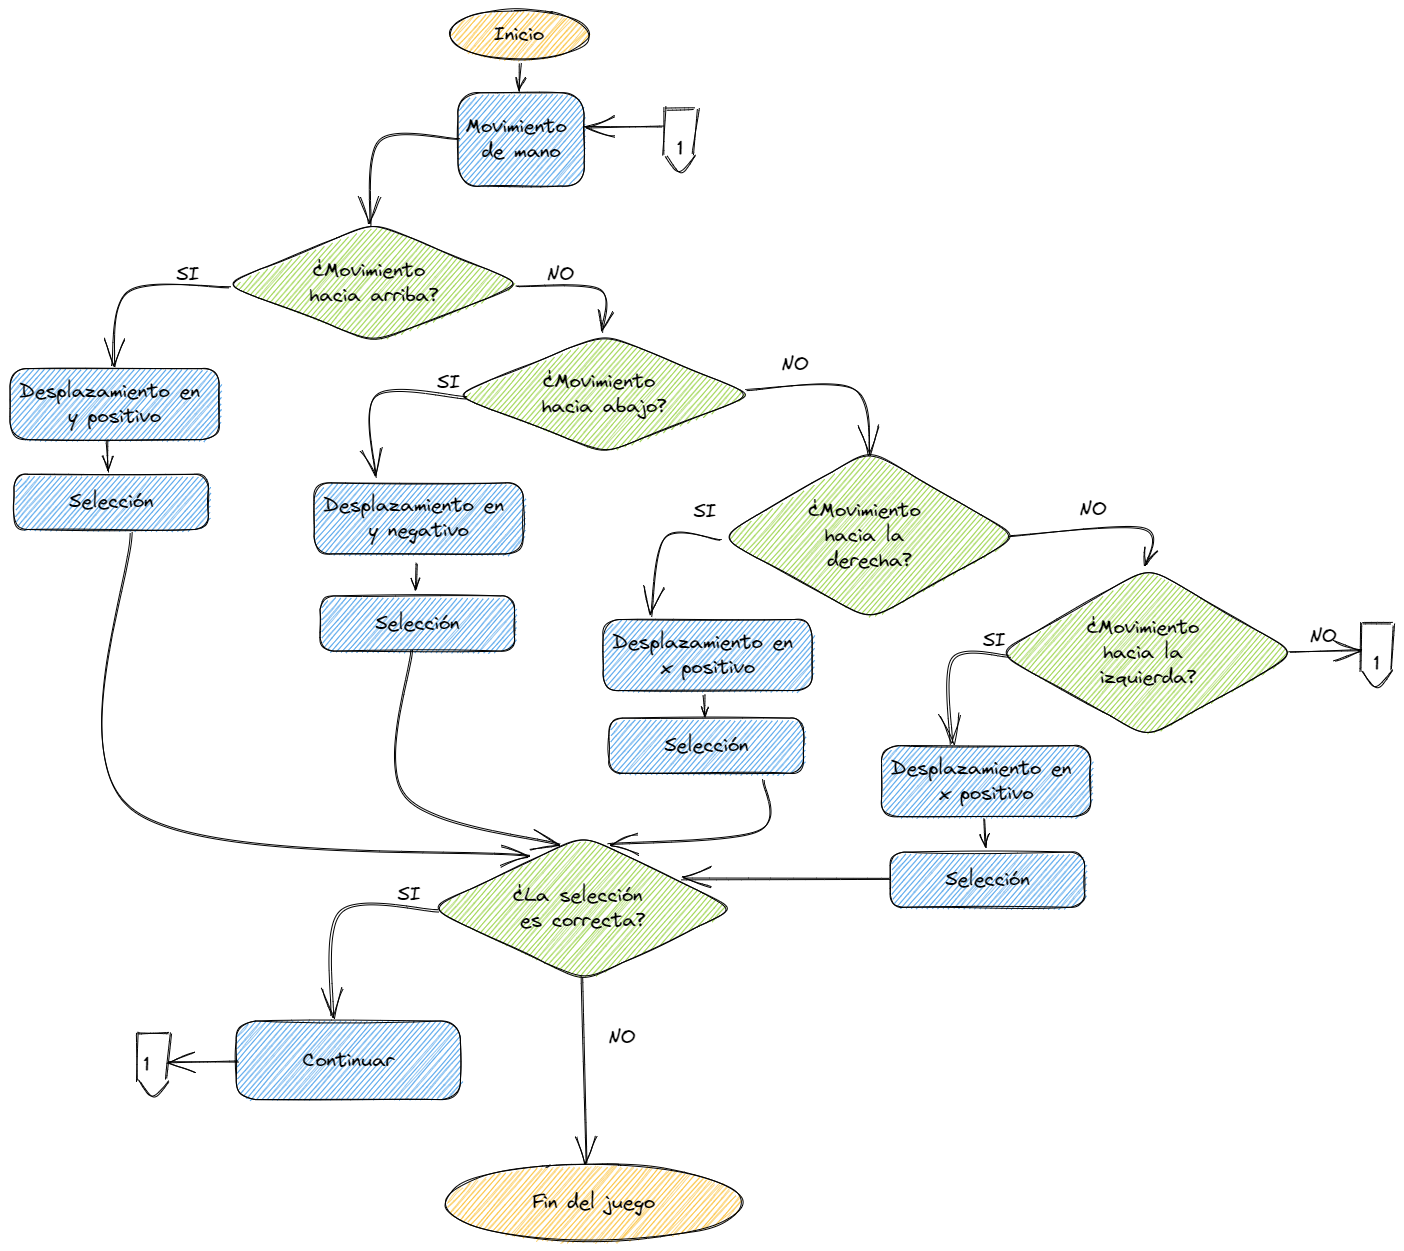 Inicio
Movimiento
de mano
1
¿Movimiento
hacia arriba?
SI
NO
Desplazamiento en
y positivo
Selección
¿Movimiento
hacia abajo?
SI
NO
Desplazamiento en
y negativo
Selección
¿Movimiento
hacia la
derecha?
SI
NO
Desplazamiento en
x positivo
Selección
¿Movimiento
hacia la
izquierda?
SI
NO
1
Desplazamiento en
x positivo
Selección
¿La selección
es correcta?
SI
NO
Continuar
1
Fin del juego